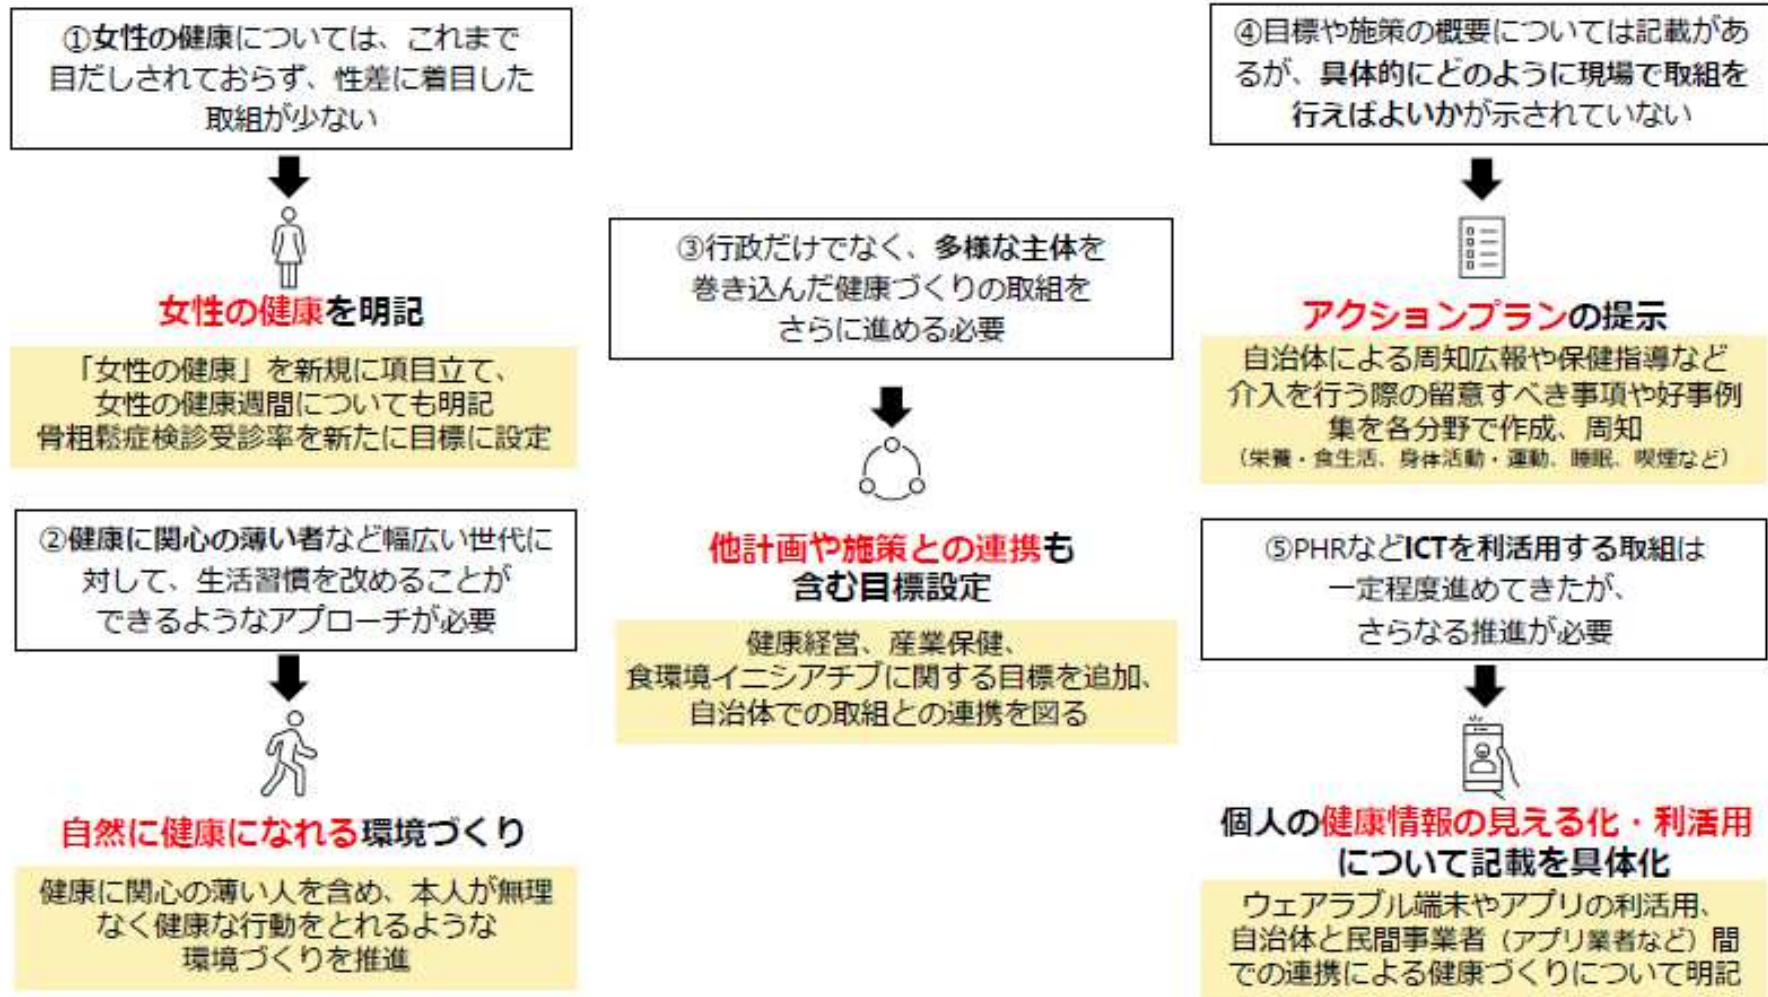 ①女性の健康については、これまで
目だしされておらず、性差に着目した
取組が少ない
女性の健康を明記
「女性の健康」を新規に項目立て、
女性の健康週間についても明記
骨粗鬆症検診受診率を新たに目標に設定
②健康に関心の薄い者など幅広い世代に
対して、生活習慣を改めることが
できるようなアプローチが必要
自然に健康になれる環境づくり
健康に関心の薄い人を含め、本人が無理
なく健康な行動をとれるような
環境づくりを推進
③行政だけでなく、多様な主体を
巻き込んだ健康づくりの取組を
さらに進める必要
他計画や施策との連携も
含む目標設定
健康経営、産業保健、
食環境イニシアチブに関する目標を追加、
自治体での取組との連携を図る
④目標や施策の概要については記載があ
るが、具体的にどのように現場で取組を
行えばよいかが示されていない
アクションプランの提示
自治体による周知広報や保健指導など
介入を行う際の留意すべき事項や好事例
集を各分野で作成、周知
（栄養・食生活、身体活動・運動、睡眠、喫煙など）
⑤PHRなどICTを利活用する取組は
一定程度進めてきたが、
さらなる推進が必要
個人の健康情報の見える化・利活用
について記載を具体化
ウェアラブル端末やアプリの利活用、
自治体と民間事業者（アプリ業者など）間
での連携による健康づくりについて明記